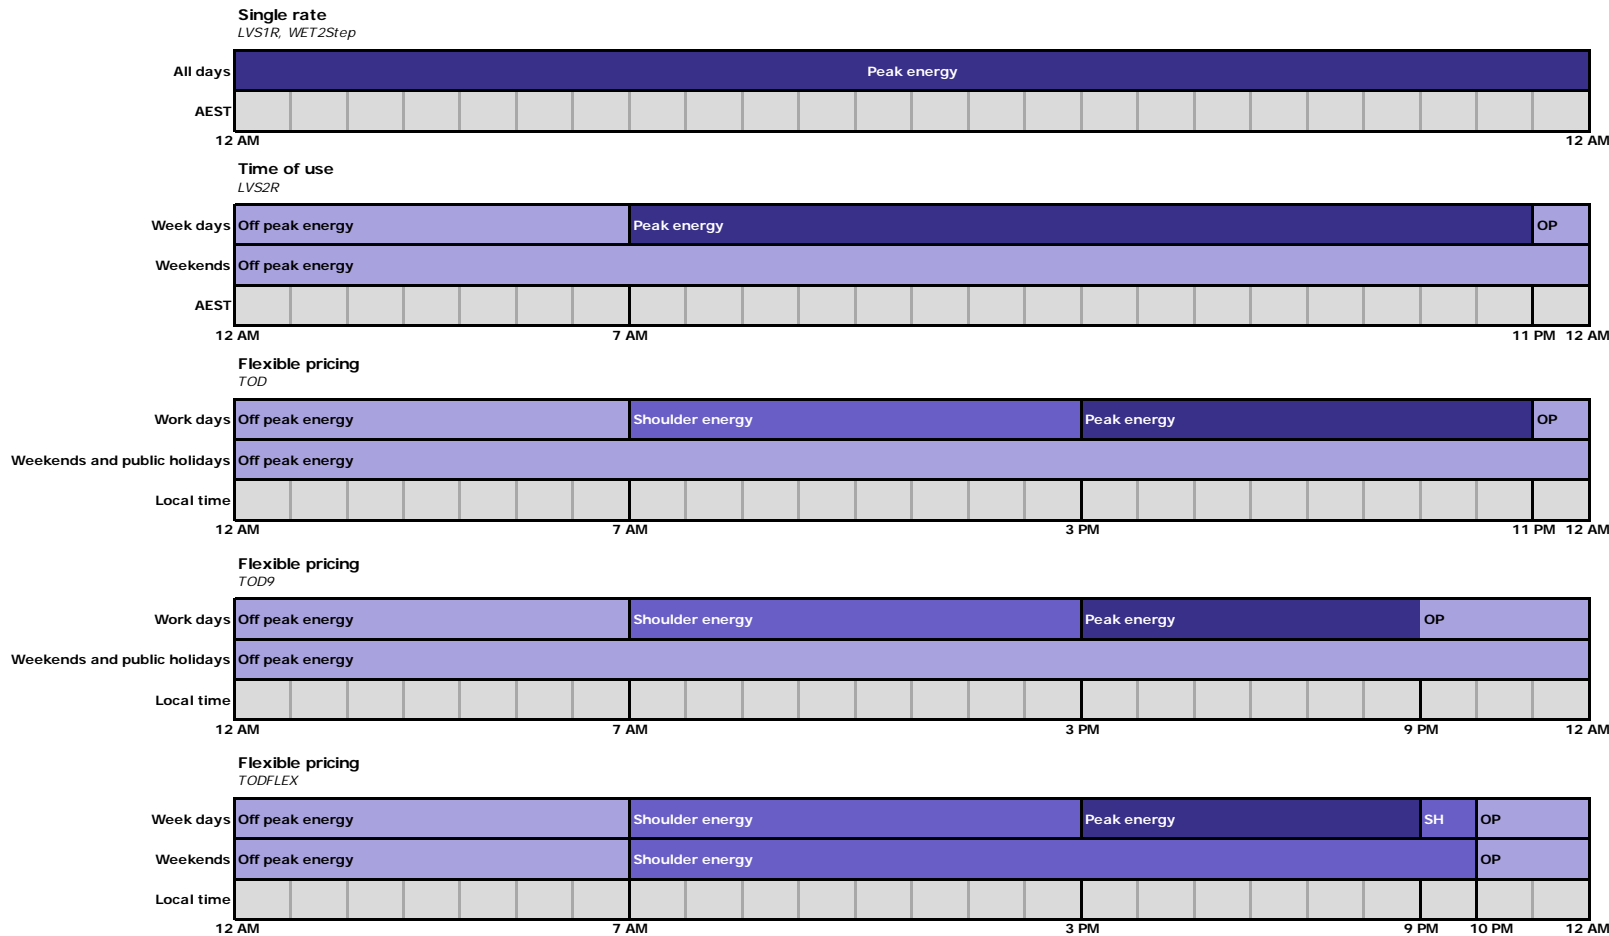 Single rate
LVS1R, WET2Step
All days Peak energy
AEST
12 AM 12 AM
Time of use
LVS2R
Week days Off peak energy Peak energy OP
Weekends Off peak energy
AEST
12 AM 7 AM 11 PM 12 AM
Flexible pricing
TOD
Work days Off peak energy Shoulder energy Peak energy OP
Weekends and public holidays Off peak energy
Local time
12 AM 7 AM 3 PM 11 PM 12 AM
Flexible pricing
TOD9
Work days Off peak energy Shoulder energy Peak energy OP
Weekends and public holidays Off peak energy
Local time
12 AM 7 AM 3 PM 9 PM 12 AM
Flexible pricing
TODFLEX
Week days Off peak energy Shoulder energy Peak energy SH OP
Weekends Off peak energy Shoulder energy OP
Local time
12 AM 7 AM 3 PM 9 PM 10 PM 12 AM